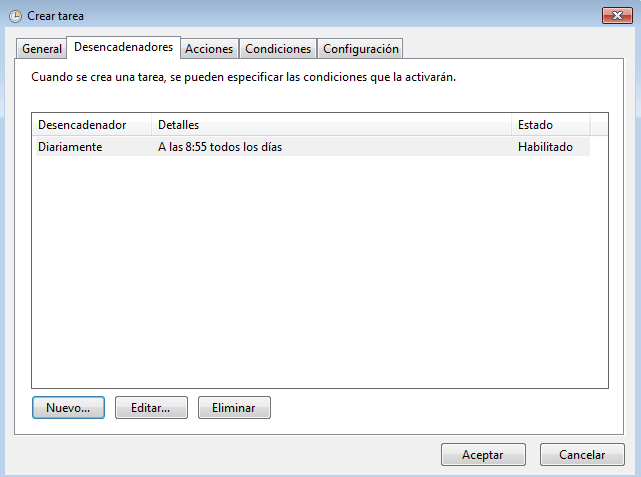 Crear tarea
General Desencadenadores Acciones Condiciones Configuración
Cuando se crea una tarea, se pueden especificar las condiciones que la activarán.
Desencadenador Detalles Estado
Diariamente A las 8:55 todos los días Habilitado
Nuevo... Editar... Eliminar
Aceptar Cancelar